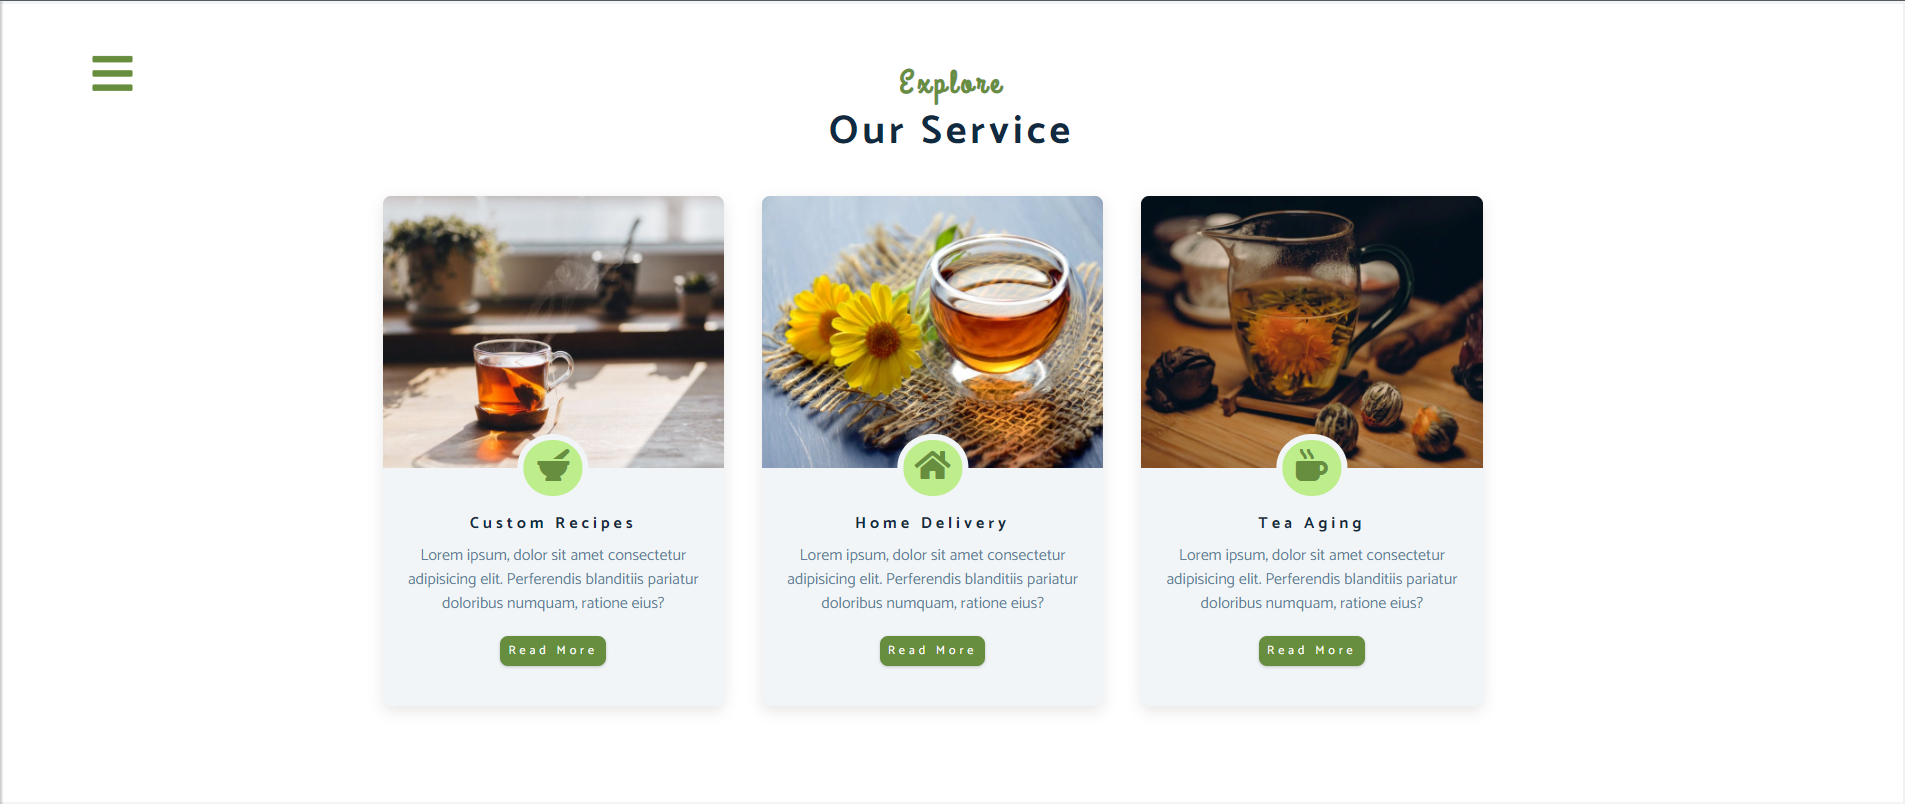 Explore
Our Service
Custom Recipes
Lorem ipsum, dolor sit amet consectetur
adipisicing elit. Perferendis blanditiis pariatur
doloribus numquam, ratione eius?
Read More
Home Delivery
Lorem ipsum, dolor sit amet consectetur
adipisicing elit. Perferendis blanditiis pariatur
doloribus numquam, ratione eius?
Read More
Tea Aging
Lorem ipsum, dolor sit amet consectetur
adipisicing elit. Perferendis blanditiis pariatur
doloribus numquam, ratione eius?
Read More